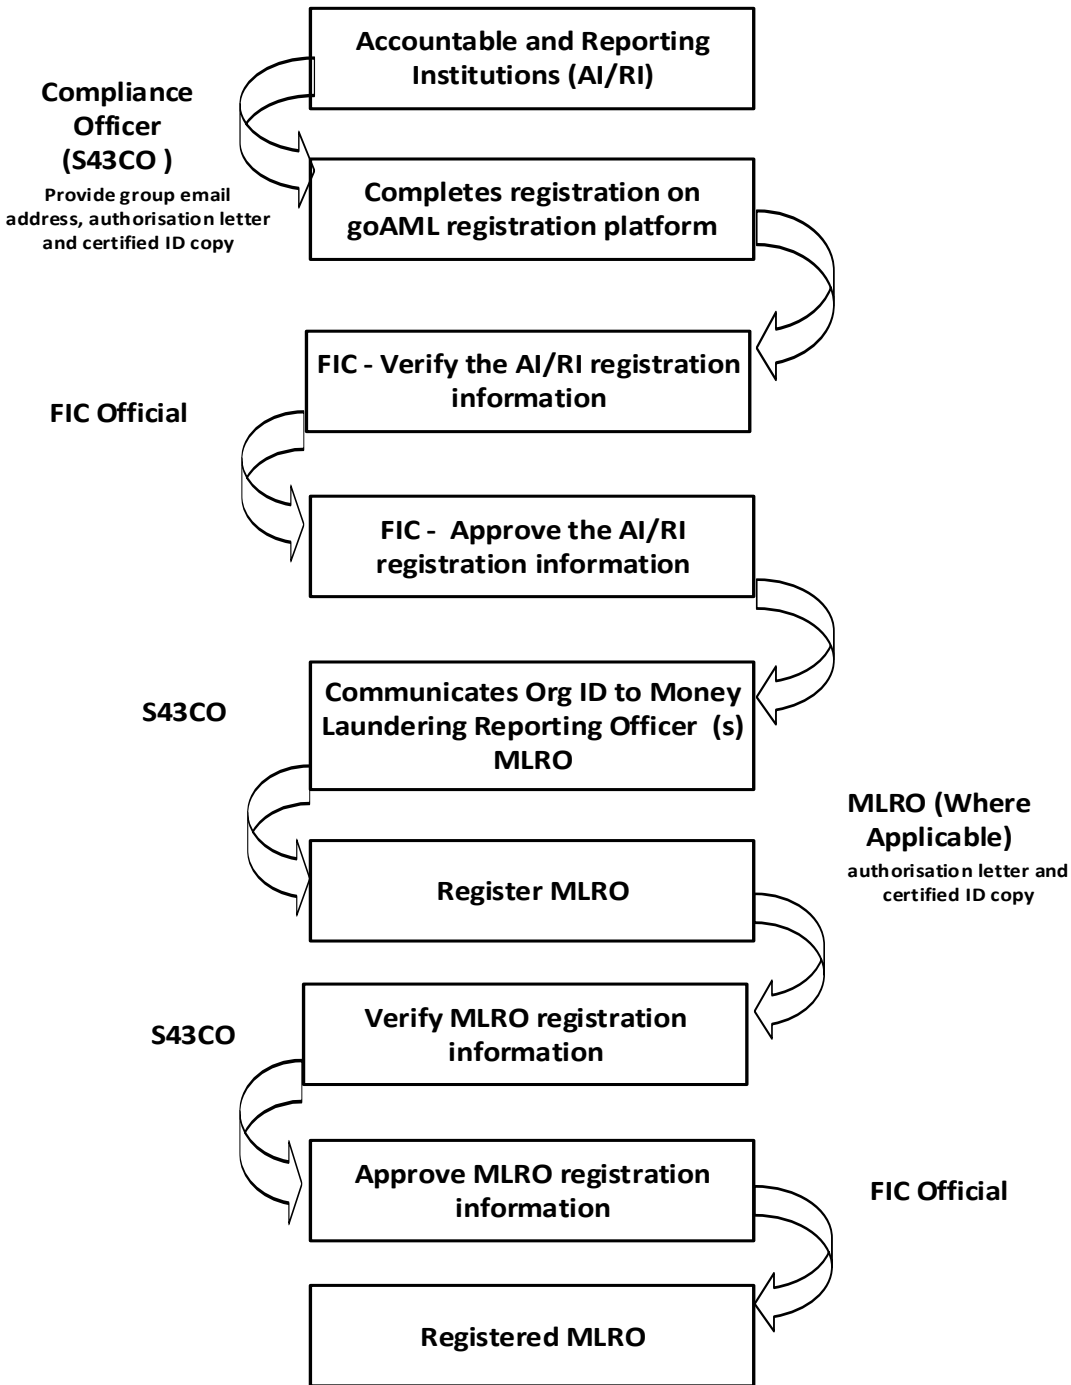 Accountable and Reporting
Institutions (AI/RI)
Compliance
Officer
(S43CO )
Provide group email
address, authorisation letter
and certified ID copy
Completes registration on
goAML registration platform
FIC - Verify the AI/RI registration
information
FIC Official
FIC -  Approve the AI/RI
registration information
S43CO
Communicates Org ID to Money
Laundering Reporting Officer  (s)
MLRO
MLRO (Where
Applicable)
authorisation letter and
certified ID copy
Register MLRO
S43CO
Verify MLRO registration
information
Approve MLRO registration
information
FIC Official
Registered MLRO